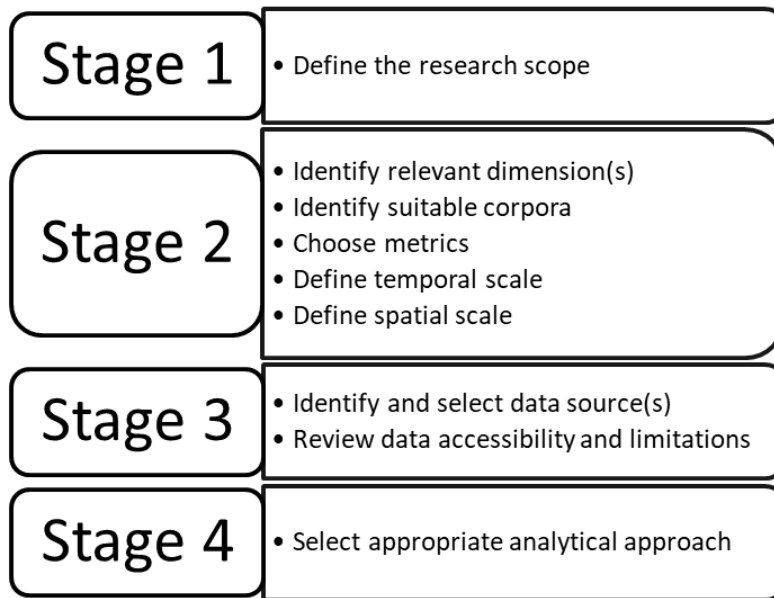 Stage 1
• Define the research scope
Stage 2
• Identify relevant dimension(s)
• Identify suitable corpora
• Choose metrics
• Define temporal scale
• Define spatial scale
Stage 3
• Identify and select data source(s)
• Review data accessibility and limitations
Stage 4
• Select appropriate analytical approach